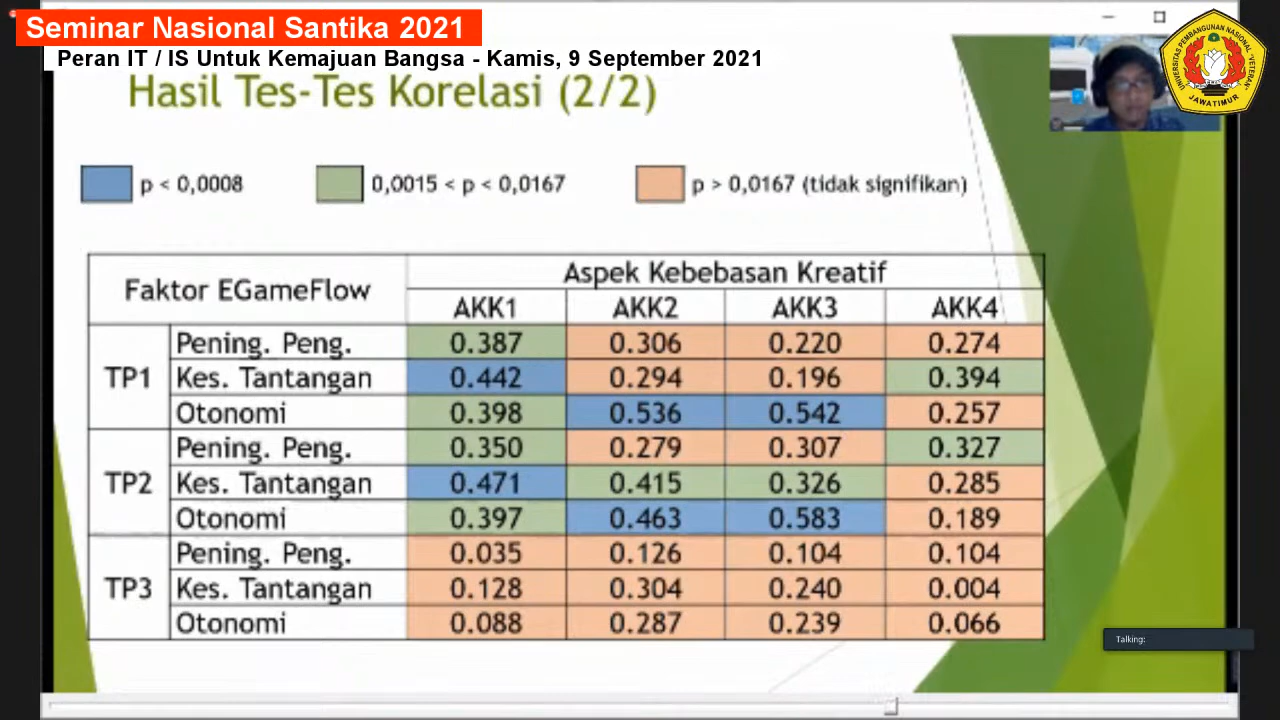 Seminar Nasional Santika 2021
Peran IT / IS Untuk Kemajuan Bangsa - Kamis, 9 September 2021
UNIVERSITAS PEMBANGUNAN NASIONAL "VETERAN"
JAWA TIMUR
Hasil Tes-Tes Korelasi (2/2)
p < 0,0008
0,0015 < p < 0,0167
p > 0,0167 (tidak signifikan)
Faktor EGameFlow
Aspek Kebebasan Kreatif
AKK1 AKK2 AKK3 AKK4
TP1
Pening. Peng. 0.387 0.306 0.220 0.274
Kes. Tantangan 0.442 0.294 0.196 0.394
Otonomi 0.398 0.536 0.542 0.257
TP2
Pening. Peng. 0.350 0.279 0.307 0.327
Kes. Tantangan 0.471 0.415 0.326 0.285
Otonomi 0.397 0.463 0.583 0.189
TP3
Pening. Peng. 0.035 0.126 0.104 0.104
Kes. Tantangan 0.128 0.304 0.240 0.004
Otonomi 0.088 0.287 0.239 0.066
Talking: